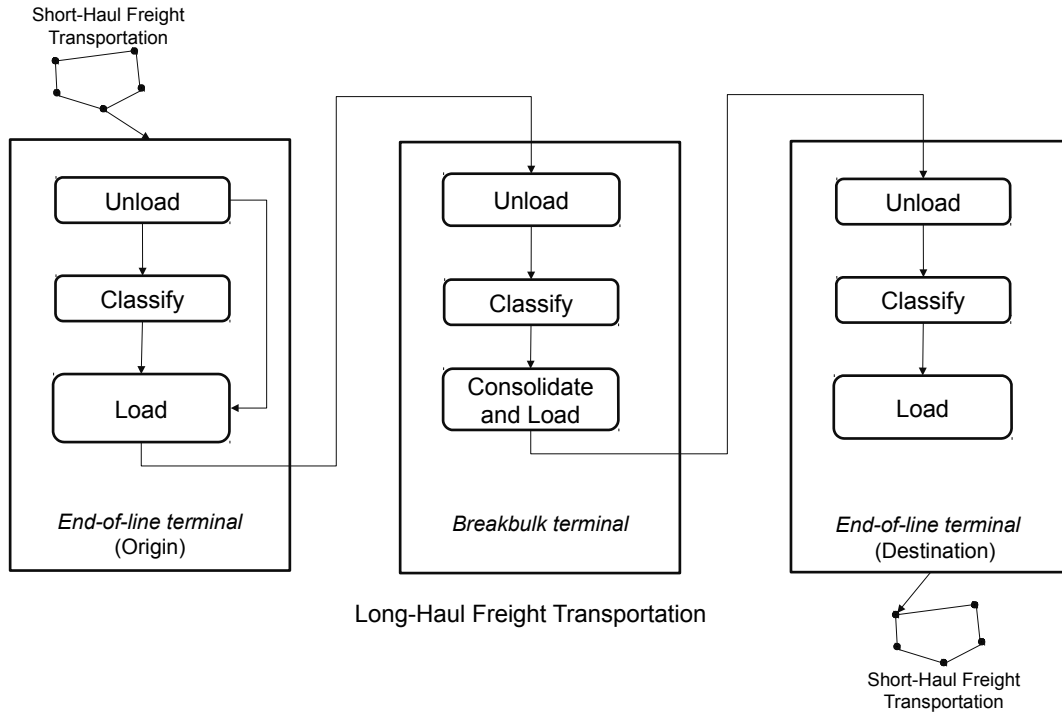 Short-Haul Freight
Transportation
Unload
Classify
Load
End-of-line terminal
(Origin)
Unload
Classify
Consolidate
and Load
Breakbulk terminal
Unload
Classify
Load
End-of-line terminal
(Destination)
Long-Haul Freight Transportation
Short-Haul Freight
Transportation